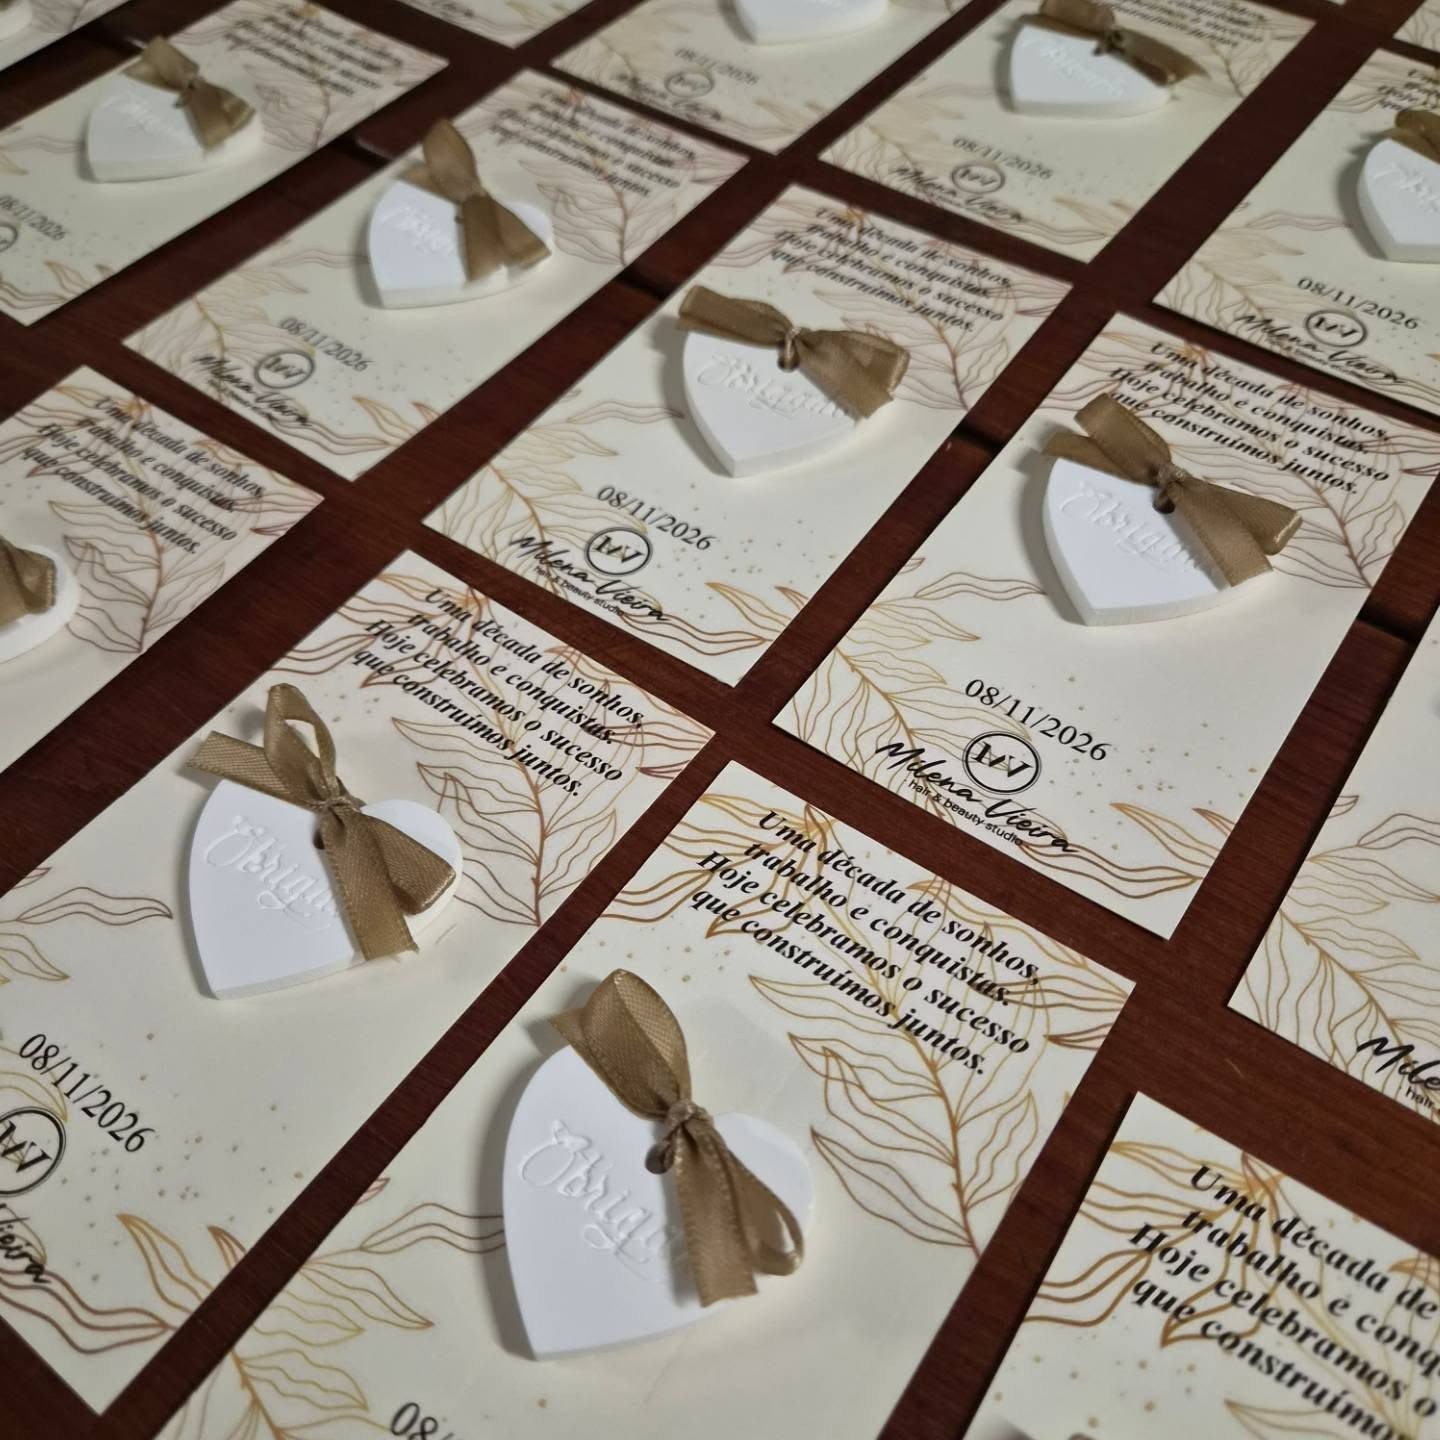 Uma década de sonhos,
trabalho e conquistas.
Hoje celebramos o sucesso
que construímos juntos.
Obrigada
08/11/2026
MV
Milena Vieira
hair & beauty studio